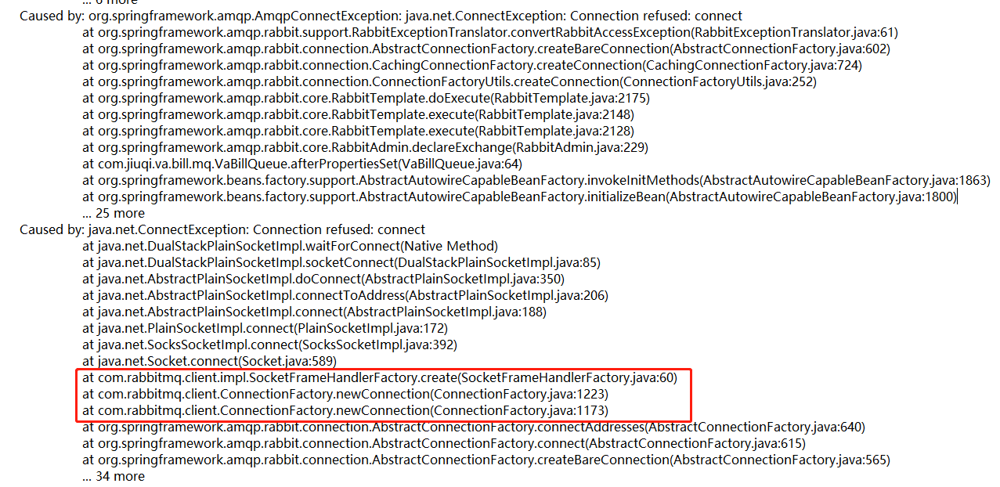 ... 6 more
Caused by: org.springframework.amqp.AmqpConnectException: java.net.ConnectException: Connection refused: connect
at org.springframework.amqp.rabbit.support.RabbitExceptionTranslator.convertRabbitAccessException(RabbitExceptionTranslator.java:61)
at org.springframework.amqp.rabbit.connection.AbstractConnectionFactory.createBareConnection(AbstractConnectionFactory.java:602)
at org.springframework.amqp.rabbit.connection.CachingConnectionFactory.createConnection(CachingConnectionFactory.java:724)
at org.springframework.amqp.rabbit.connection.ConnectionFactoryUtils.createConnection(ConnectionFactoryUtils.java:252)
at org.springframework.amqp.rabbit.core.RabbitTemplate.doExecute(RabbitTemplate.java:2175)
at org.springframework.amqp.rabbit.core.RabbitTemplate.execute(RabbitTemplate.java:2148)
at org.springframework.amqp.rabbit.core.RabbitTemplate.execute(RabbitTemplate.java:2128)
at org.springframework.amqp.rabbit.core.RabbitAdmin.declareExchange(RabbitAdmin.java:229)
at com.jiuqi.va.bill.mq.VaBillQueue.afterPropertiesSet(VaBillQueue.java:64)
at org.springframework.beans.factory.support.AbstractAutowireCapableBeanFactory.invokeInitMethods(AbstractAutowireCapableBeanFactory.java:1863)
at org.springframework.beans.factory.support.AbstractAutowireCapableBeanFactory.initializeBean(AbstractAutowireCapableBeanFactory.java:1800)
... 25 more
Caused by: java.net.ConnectException: Connection refused: connect
at java.net.DualStackPlainSocketImpl.waitForConnect(Native Method)
at java.net.DualStackPlainSocketImpl.socketConnect(DualStackPlainSocketImpl.java:85)
at java.net.AbstractPlainSocketImpl.doConnect(AbstractPlainSocketImpl.java:350)
at java.net.AbstractPlainSocketImpl.connectToAddress(AbstractPlainSocketImpl.java:206)
at java.net.AbstractPlainSocketImpl.connect(AbstractPlainSocketImpl.java:188)
at java.net.PlainSocketImpl.connect(PlainSocketImpl.java:172)
at java.net.SocksSocketImpl.connect(SocksSocketImpl.java:392)
at java.net.Socket.connect(Socket.java:589)
at com.rabbitmq.client.impl.SocketFrameHandlerFactory.create(SocketFrameHandlerFactory.java:60)
at com.rabbitmq.client.ConnectionFactory.newConnection(ConnectionFactory.java:1223)
at com.rabbitmq.client.ConnectionFactory.newConnection(ConnectionFactory.java:1173)
at org.springframework.amqp.rabbit.connection.AbstractConnectionFactory.connectAddresses(AbstractConnectionFactory.java:640)
at org.springframework.amqp.rabbit.connection.AbstractConnectionFactory.connect(AbstractConnectionFactory.java:615)
at org.springframework.amqp.rabbit.connection.AbstractConnectionFactory.createBareConnection(AbstractConnectionFactory.java:565)
... 34 more